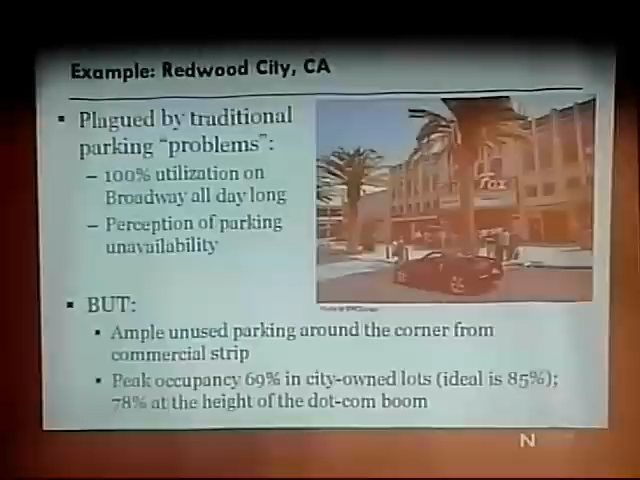 Example: Redwood City, CA
▪ Plagued by traditional
parking “problems”:
– 100% utilization on
Broadway all day long
– Perception of parking
unavailability
Fox
▪ BUT:
▪ Ample unused parking around the corner from
commercial strip
▪ Peak occupancy 69% in city-owned lots (ideal is 85%);
78% at the height of the dot-com boom
N